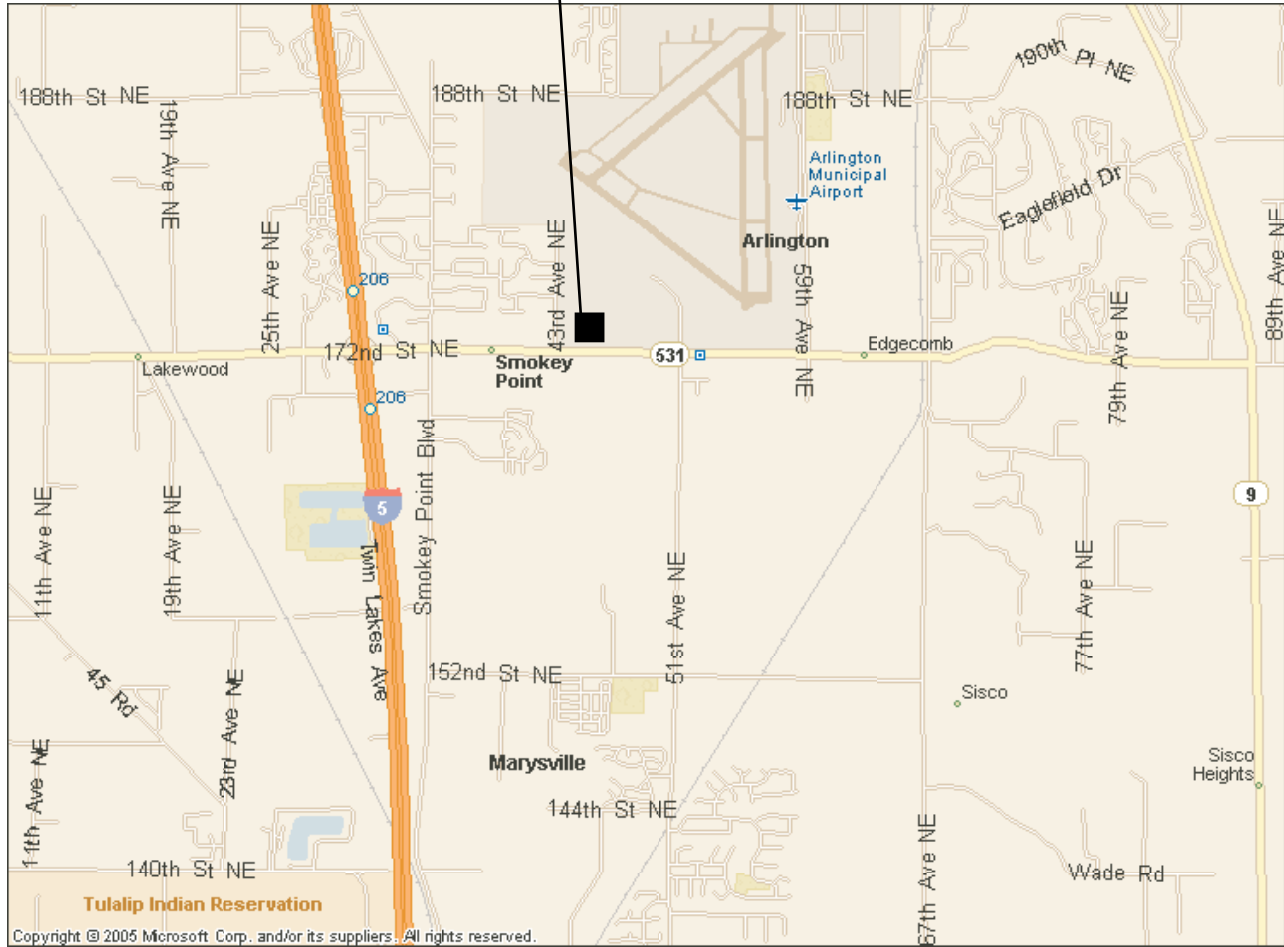 190th Pl NE
188th St NE
188th St NE
188th St NE
19th Ave NE
Arlington
Municipal
Airport
Eaglefield Dr
Arlington
25th Ave NE
43rd Ave NE
59th Ave NE
89th Ave NE
206
79th Ave NE
172nd St NE
Smokey
Point
531
Edgecomb
Lakewood
206
Smokey Point Blvd
5
9
11th Ave NE
19th Ave NE
Twin Lakes Ave
51st Ave NE
77th Ave NE
152nd St NE
45 Rd
23rd Ave NE
Sisco
Marysville
Sisco
Heights
11th Ave NE
144th St NE
140th St NE
67th Ave NE
Wade Rd
Tulalip Indian Reservation
Copyright © 2005 Microsoft Corp. and/or its suppliers. All rights reserved.